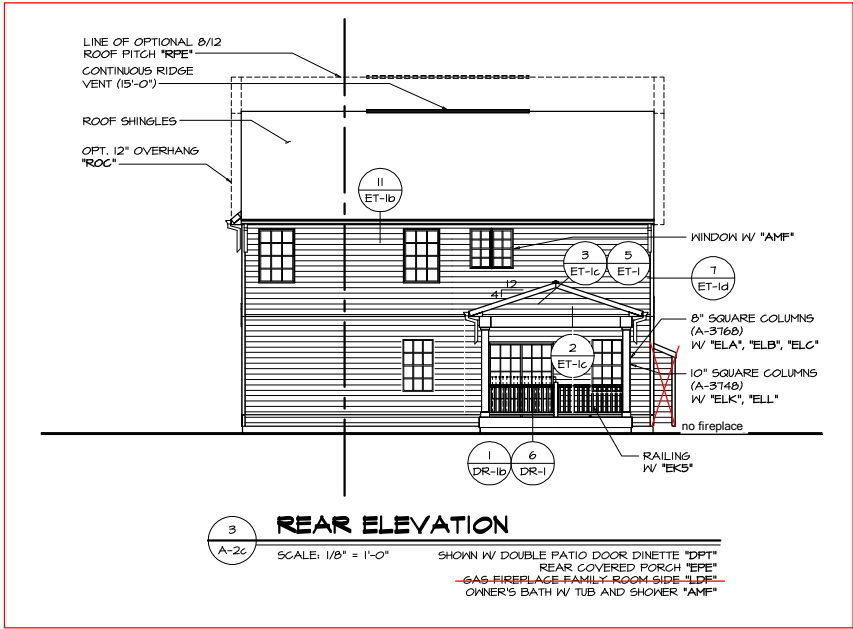 LINE OF OPTIONAL 8/12
ROOF PITCH "RPE"
CONTINUOUS RIDGE
VENT (15'-0")
ROOF SHINGLES
OPT. 12" OVERHANG
"ROC"
11
ET-1b
WINDOW W/ "AMF"
3
ET-1c
5
ET-1
7
ET-1d
12
4
8" SQUARE COLUMNS
(A-3768)
W/ "ELA", "ELB", "ELC"
2
ET-1c
10" SQUARE COLUMNS
(A-3748)
W/ "ELK", "ELL"
no fireplace
1
DR-1b
6
DR-1
RAILING
W/ "EK5"
3
A-2c
REAR ELEVATION
SCALE: 1/8" = 1'-0"
SHOWN W/ DOUBLE PATIO DOOR DINETTE "DPT"
REAR COVERED PORCH "EPE"
GAS FIREPLACE FAMILY ROOM SIDE "LDF"
OWNER'S BATH W/ TUB AND SHOWER "AMF"